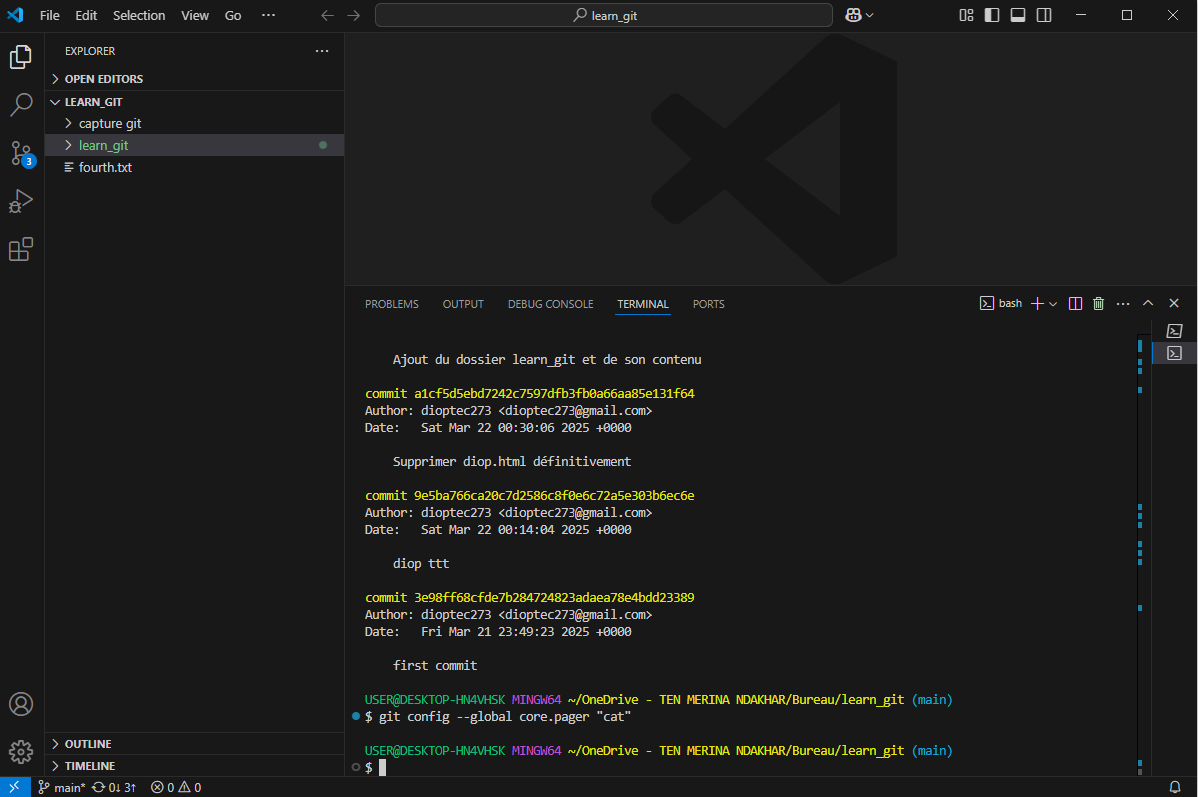 File Edit Selection View Go ··· learn_git
EXPLORER ···
OPEN EDITORS
LEARN_GIT
capture git
learn_git
fourth.txt
3
OUTLINE
TIMELINE
PROBLEMS OUTPUT DEBUG CONSOLE TERMINAL PORTS bash ···
Ajout du dossier learn_git et de son contenu
commit a1cf5d5ebd7242c7597dfb3fb0a66aa85e131f64
Author: dioptec273 <dioptec273@gmail.com>
Date: Sat Mar 22 00:30:06 2025 +0000
Supprimer diop.html définitivement
commit 9e5ba766ca20c7d2586c8f0e6c72a5e303b6ec6e
Author: dioptec273 <dioptec273@gmail.com>
Date: Sat Mar 22 00:14:04 2025 +0000
diop ttt
commit 3e98ff68cfde7b284724823adaea78e4bdd23389
Author: dioptec273 <dioptec273@gmail.com>
Date: Fri Mar 21 23:49:23 2025 +0000
first commit
USER@DESKTOP-HN4VHSK MINGW64 ~/OneDrive - TEN MERINA NDAKHAR/Bureau/learn_git (main)
$ git config --global core.pager "cat"
USER@DESKTOP-HN4VHSK MINGW64 ~/OneDrive - TEN MERINA NDAKHAR/Bureau/learn_git (main)
$
main* 0↓ 3↑ 0 0